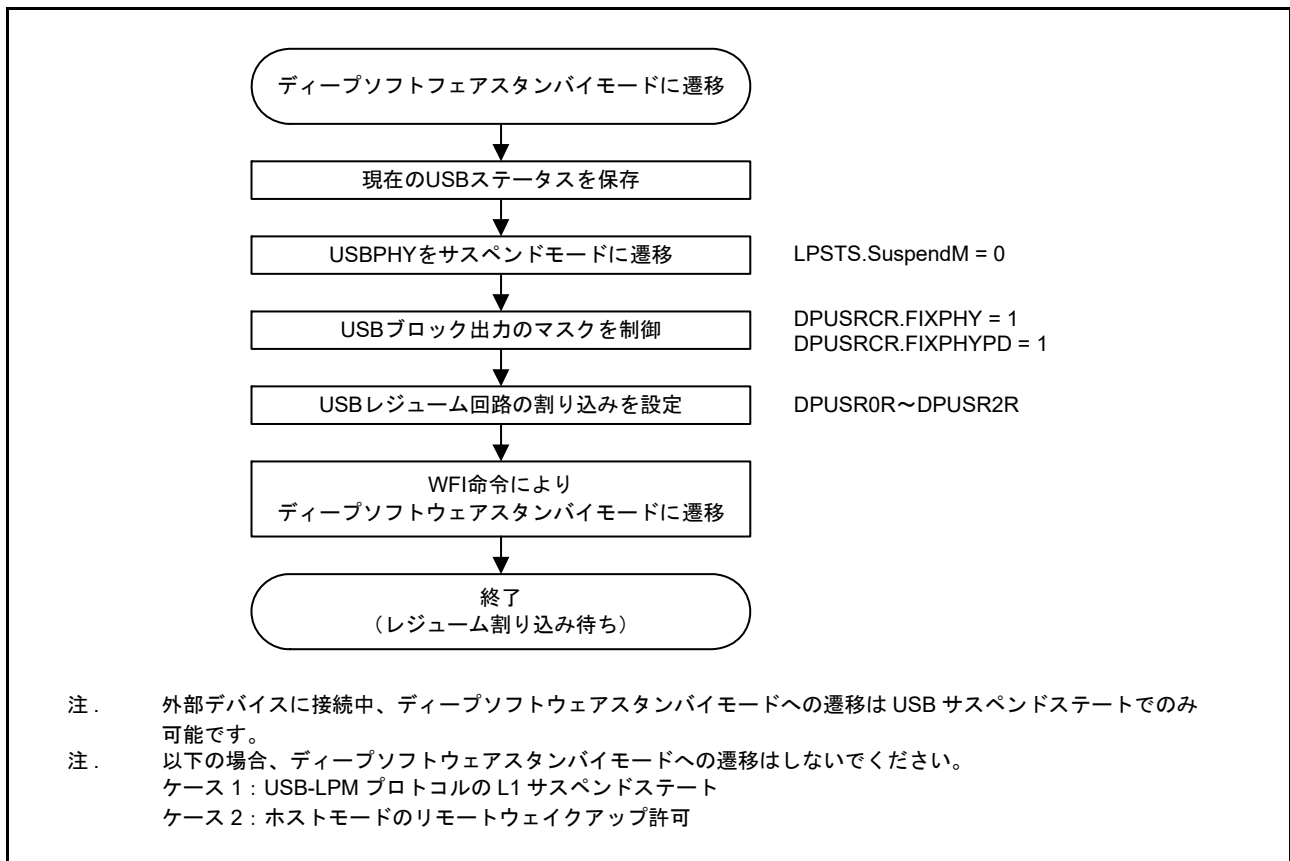 ディープソフトフェアスタンバイモードに遷移
現在のUSBステータスを保存
USBPHYをサスペンドモードに遷移
LPSTS.SuspendM = 0
USBブロック出力のマスクを制御
DPUSRCR.FIXPHY = 1
DPUSRCR.FIXPHYPD = 1
USBレジューム回路の割り込みを設定
DPUSR0R～DPUSR2R
WFI命令により
ディープソフトウェアスタンバイモードに遷移
終了
（レジューム割り込み待ち）
注． 外部デバイスに接続中、ディープソフトウェアスタンバイモードへの遷移は USB サスペンドステートでのみ
可能です。
注． 以下の場合、ディープソフトウェアスタンバイモードへの遷移はしないでください。
ケース 1：USB-LPM プロトコルの L1 サスペンドステート
ケース 2：ホストモードのリモートウェイクアップ許可